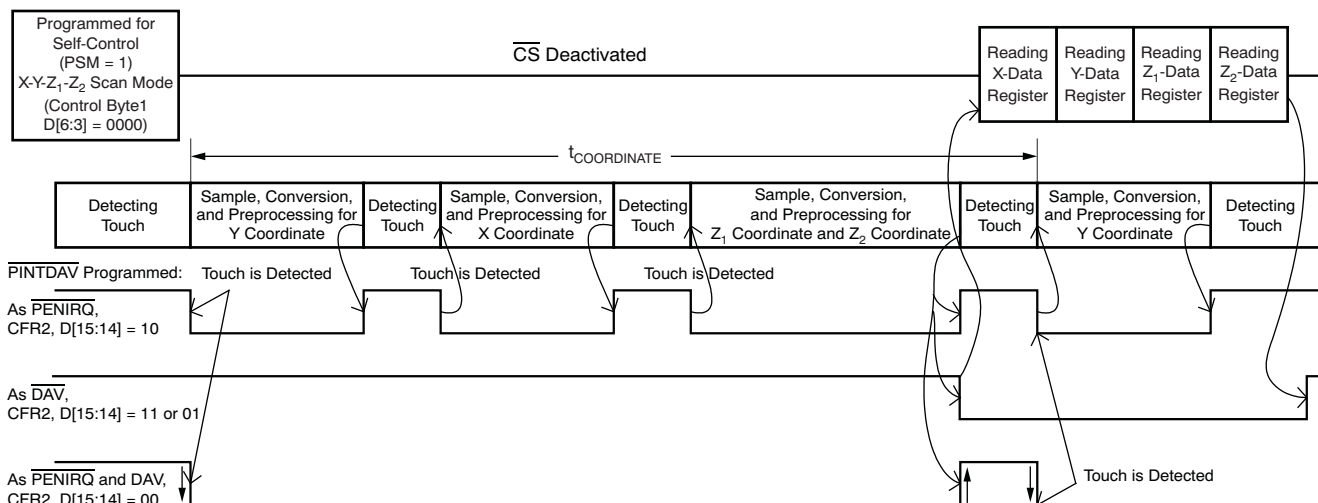 Programmed for
Self-Control
(PSM = 1)
X-Y-Z1-Z2 Scan Mode
(Control Byte1
D[6:3] = 0000)
CS Deactivated
Reading
X-Data
Register
Reading
Y-Data
Register
Reading
Z1-Data
Register
Reading
Z2-Data
Register
tCOORDINATE
Detecting
Touch
Sample, Conversion,
and Preprocessing for
Y Coordinate
Detecting
Touch
Sample, Conversion,
and Preprocessing for
X Coordinate
Detecting
Touch
Sample, Conversion,
and Preprocessing for
Z1 Coordinate and Z2 Coordinate
Detecting
Touch
Sample, Conversion,
and Preprocessing for
Y Coordinate
Detecting
Touch
PINTDAV Programmed:
Touch is Detected
Touch is Detected
Touch is Detected
As PENIRQ,
CFR2, D[15:14] = 10
As DAV,
CFR2, D[15:14] = 11 or 01
As PENIRQ and DAV,
CFR2, D[15:14] = 00
Touch is Detected